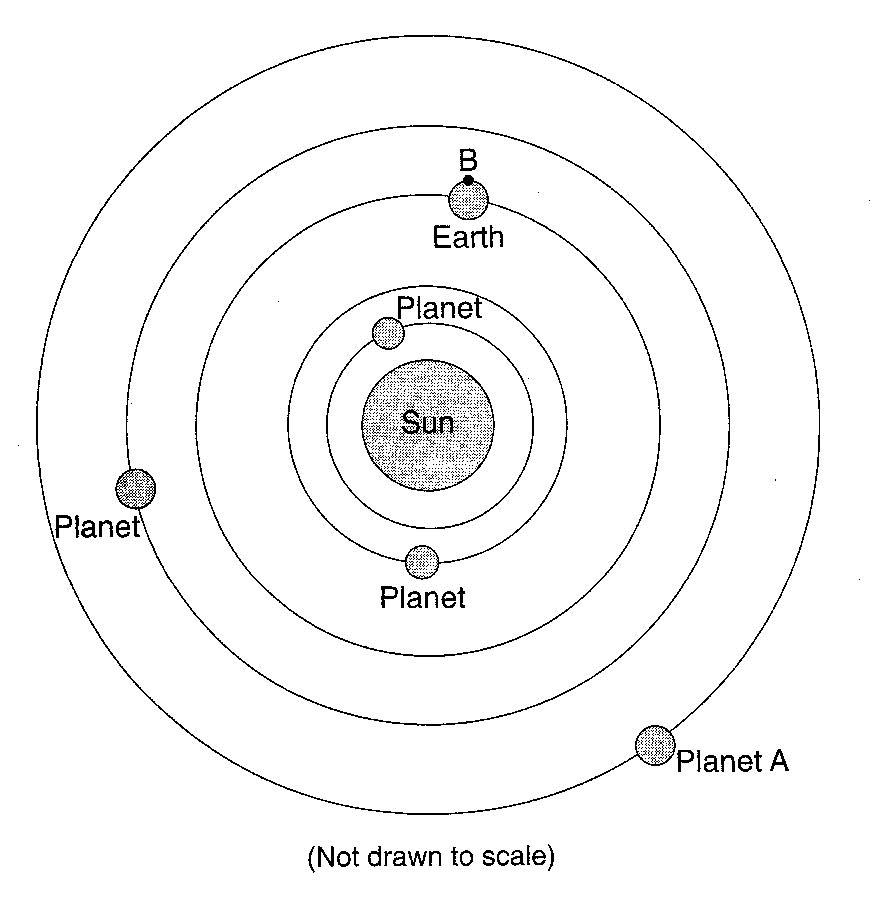 B
Earth
Planet
Sun
Planet
Planet
Planet A
(Not drawn to scale)